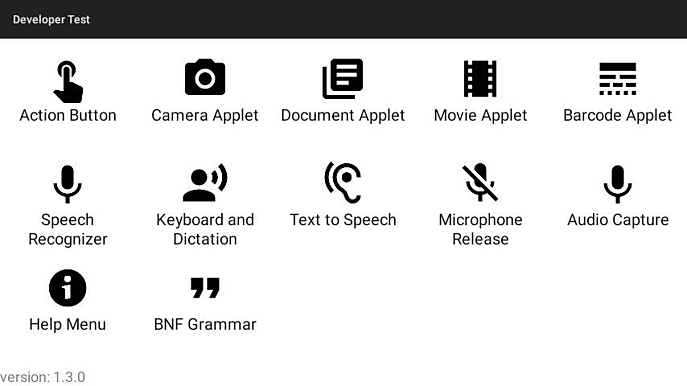 Developer Test
Action Button
Camera Applet
Document Applet
Movie Applet
Barcode Applet
Speech
Recognizer
Keyboard and
Dictation
Text to Speech
Microphone
Release
Audio Capture
Help Menu
BNF Grammar
version: 1.3.0